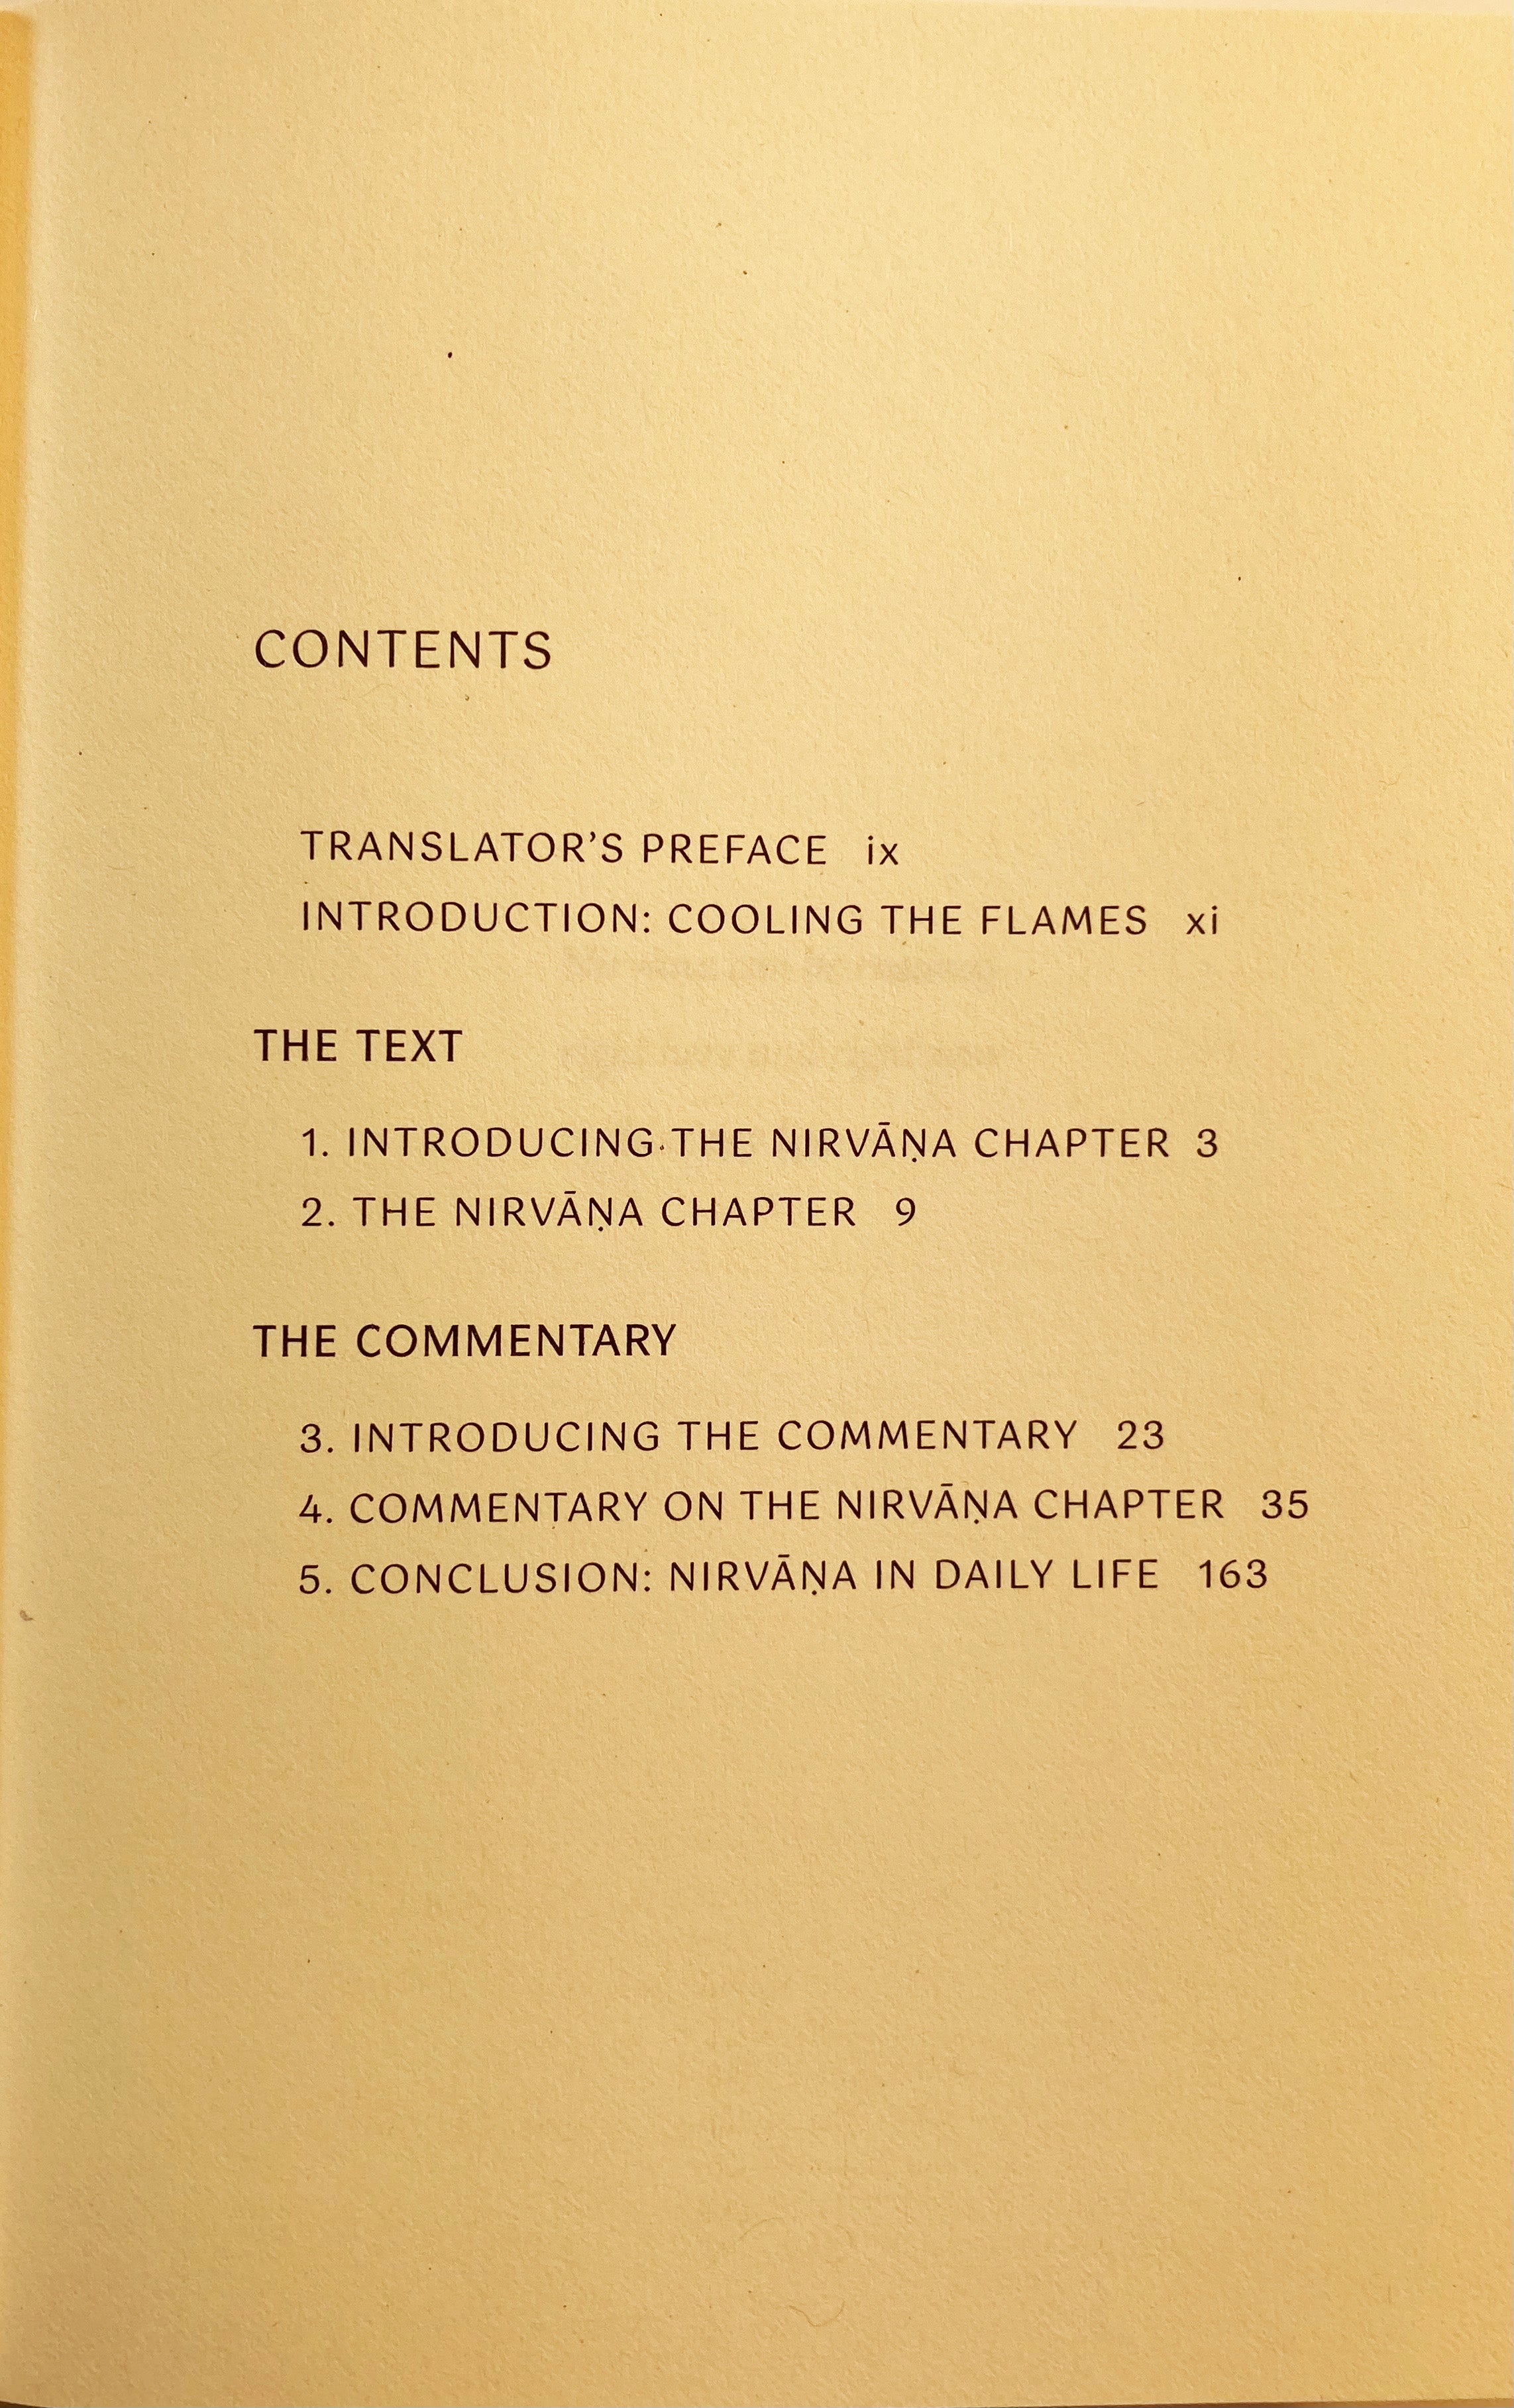 CONTENTS
TRANSLATOR’S PREFACE ix
INTRODUCTION: COOLING THE FLAMES xi
THE TEXT
1. INTRODUCING THE NIRVĀṆA CHAPTER 3
2. THE NIRVĀṆA CHAPTER 9
THE COMMENTARY
3. INTRODUCING THE COMMENTARY 23
4. COMMENTARY ON THE NIRVĀṆA CHAPTER 35
5. CONCLUSION: NIRVĀṆA IN DAILY LIFE 163